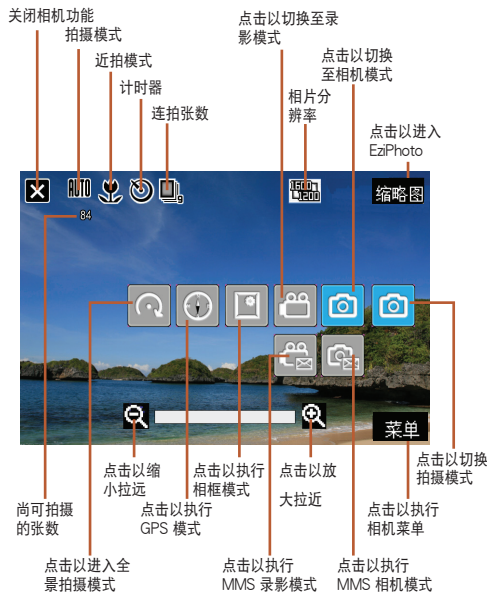 关闭相机功能
拍摄模式
近拍模式
计时器
连拍张数
点击以切换至录
影模式
相片分
辨率
点击以切换
至相机模式
点击以进入
EziPhoto
AUTO
9
1600
1200
缩略图
84
菜单
尚可拍摄
的张数
点击以缩
小拉远
点击以执行
GPS 模式
点击以执行
相框模式
点击以放
大拉近
点击以切换
拍摄模式
点击以执行
相机菜单
点击以进入全
景拍摄模式
点击以执行
MMS 录影模式
点击以执行
MMS 相机模式